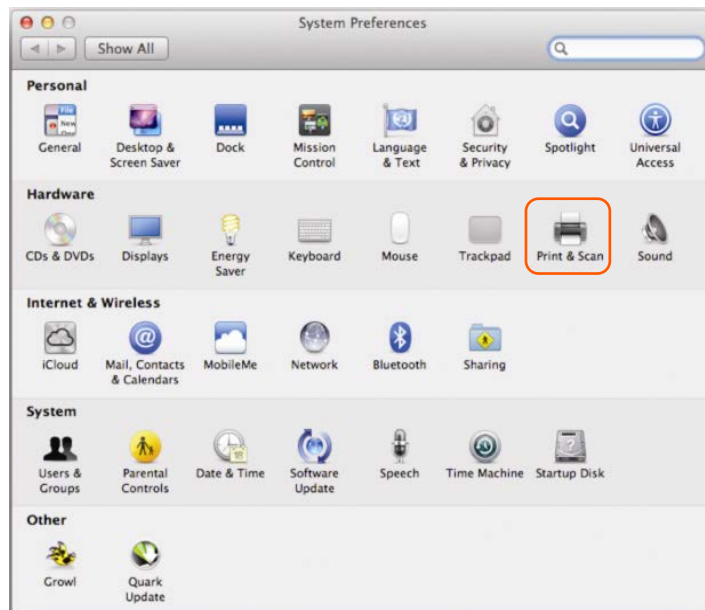 System Preferences
Show All
Personal
General
Desktop &
Screen Saver
Dock
Mission
Control
Language
& Text
Security
& Privacy
Spotlight
Universal
Access
Hardware
CDs & DVDs
Displays
Energy
Saver
Keyboard
Mouse
Trackpad
Print & Scan
Sound
Internet & Wireless
iCloud
Mail, Contacts
& Calendars
MobileMe
Network
Bluetooth
Sharing
System
Users &
Groups
Parental
Controls
Date & Time
Software
Update
Speech
Time Machine
Startup Disk
Other
Growl
Quark
Update